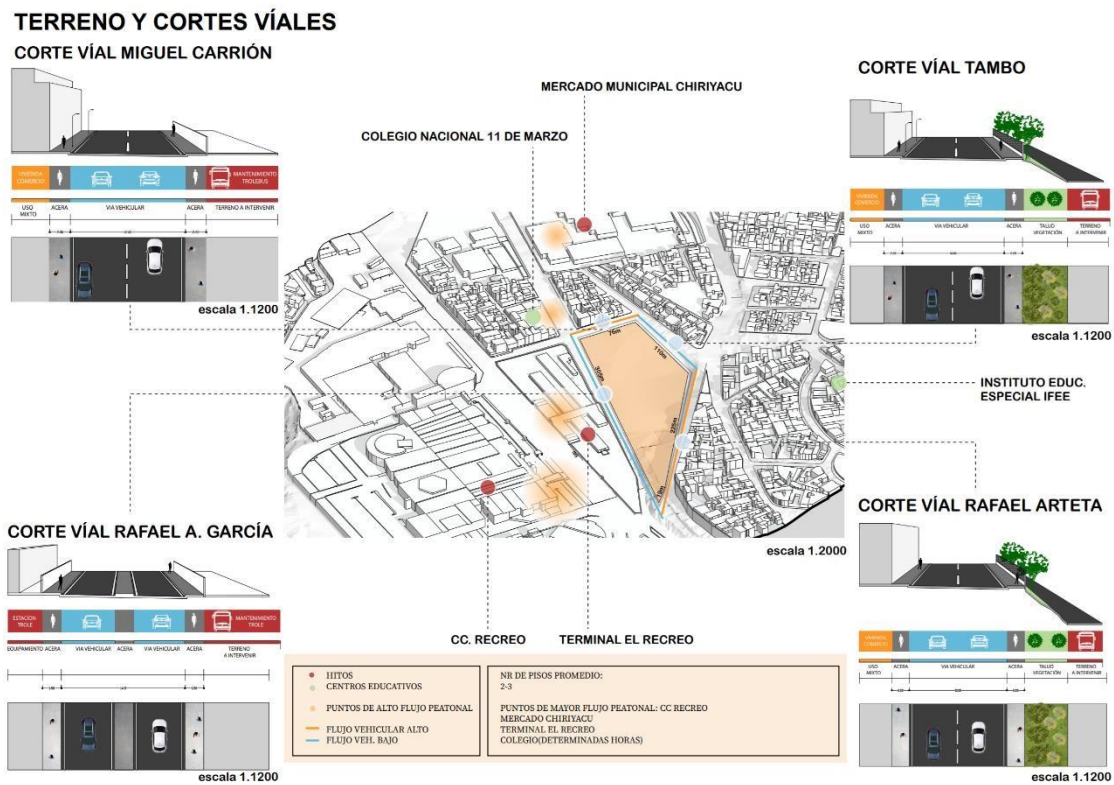 TERRENO Y CORTES VÍALES
CORTE VÍAL MIGUEL CARRIÓN
VIVIENDA
COMERCIO
MANTENIMIENTO
TROLEBUS
USO
MIXTO
ACERA
VIA VEHICULAR
ACERA
TERRENO A INTERVENIR
escala 1.1200
MERCADO MUNICIPAL CHIRIYACU
COLEGIO NACIONAL 11 DE MARZO
CORTE VÍAL TAMBO
VIVIENDA
COMERCIO
USO
MIXTO
ACERA
VIA VEHICULAR
ACERA
TALUD
VEGETACIÓN
TERRENO
A INTERVENIR
escala 1.1200
76m
110m
INSTITUTO EDUC.
ESPECIAL IFEE
escala 1.2000
CORTE VÍAL RAFAEL A. GARCÍA
ESTACION
TROLE
MANTENIMIENTO
TROLE
EQUIPAMIENTO
ACERA
VIA VEHICULAR
ACERA
VIA VEHICULAR
ACERA
TERRENO
A INTERVENIR
escala 1.1200
CORTE VÍAL RAFAEL ARTETA
VIVIENDA
COMERCIO
USO
MIXTO
ACERA
VIA VEHICULAR
ACERA
TALUD
VEGETACIÓN
TERRENO
A INTERVENIR
escala 1.1200
CC. RECREO
TERMINAL EL RECREO
HITOS
CENTROS EDUCATIVOS
PUNTOS DE ALTO FLUJO PEATONAL
FLUJO VEHICULAR ALTO
FLUJO VEH. BAJO
NR DE PISOS PROMEDIO:
2-3
PUNTOS DE MAYOR FLUJO PEATONAL: CC RECREO
MERCADO CHIRIYACU
TERMINAL EL RECREO
COLEGIO(DETERMINADAS HORAS)